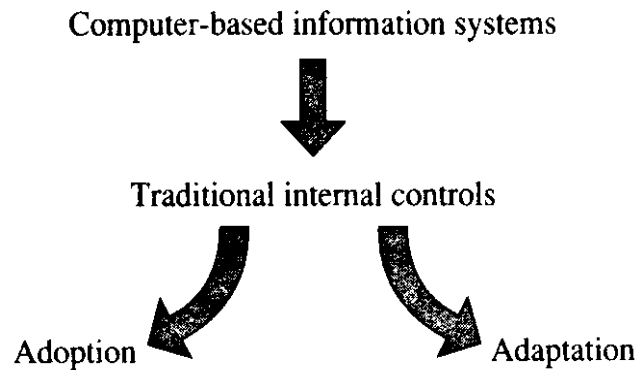 Computer-based information systems
Traditional internal controls
Adoption
Adaptation